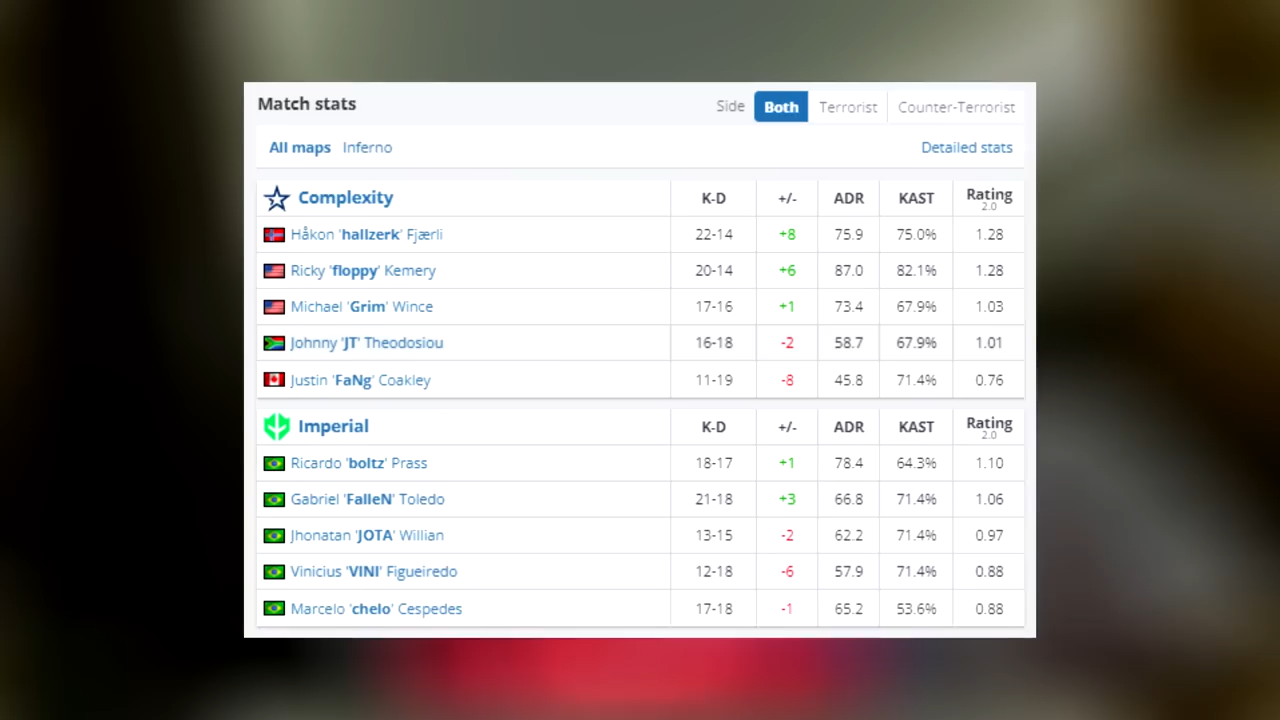 Match stats Side Both Terrorist Counter-Terrorist
All maps Inferno Detailed stats
Complexity K-D +/- ADR KAST Rating 2.0
Håkon 'hallzerk' Fjærli 22-14 +8 75.9 75.0% 1.28
Ricky 'floppy' Kemery 20-14 +6 87.0 82.1% 1.28
Michael 'Grim' Wince 17-16 +1 73.4 67.9% 1.03
Johnny 'JT' Theodosiou 16-18 -2 58.7 67.9% 1.01
Justin 'FaNg' Coakley 11-19 -8 45.8 71.4% 0.76
Imperial K-D +/- ADR KAST Rating 2.0
Ricardo 'boltz' Prass 18-17 +1 78.4 64.3% 1.10
Gabriel 'FalleN' Toledo 21-18 +3 66.8 71.4% 1.06
Jhonatan 'JOTA' Willian 13-15 -2 62.2 71.4% 0.97
Vinicius 'VINI' Figueiredo 12-18 -6 57.9 71.4% 0.88
Marcelo 'chelo' Cespedes 17-18 -1 65.2 53.6% 0.88